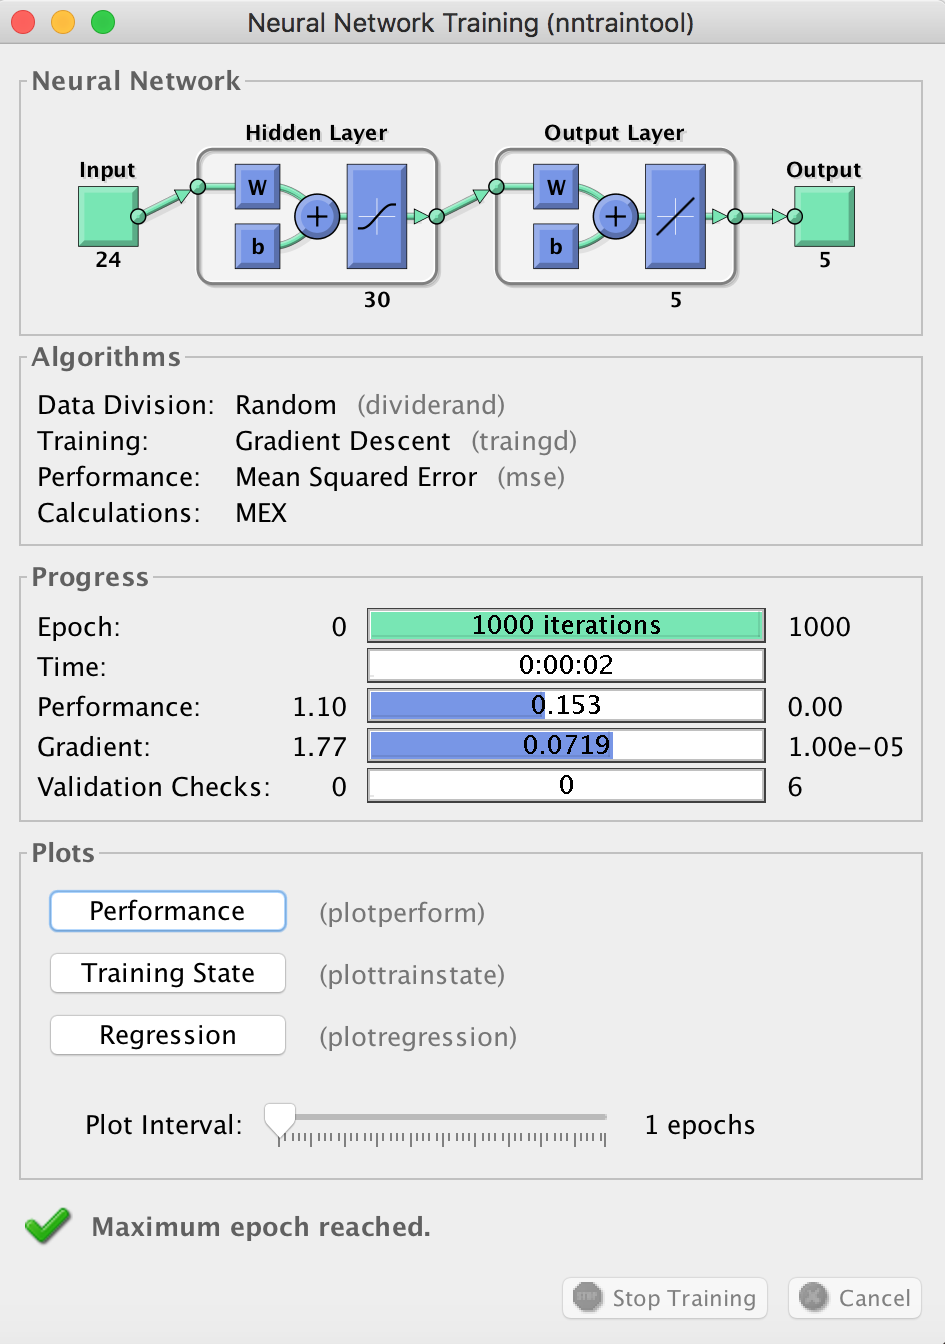 Neural Network Training (nntraintool)
Neural Network
Hidden Layer
Output Layer
Input
Output
W
W
+
+
b
b
24
5
30
5
Algorithms
Data Division: Random (dividerand)
Training: Gradient Descent (traingd)
Performance: Mean Squared Error (mse)
Calculations: MEX
Progress
Epoch: 0 1000 iterations 1000
Time: 0:00:02
Performance: 1.10 0.153 0.00
Gradient: 1.77 0.0719 1.00e-05
Validation Checks: 0 0 6
Plots
Performance (plotperform)
Training State (plottrainstate)
Regression (plotregression)
Plot Interval: 1 epochs
Maximum epoch reached.
STOP Stop Training Cancel